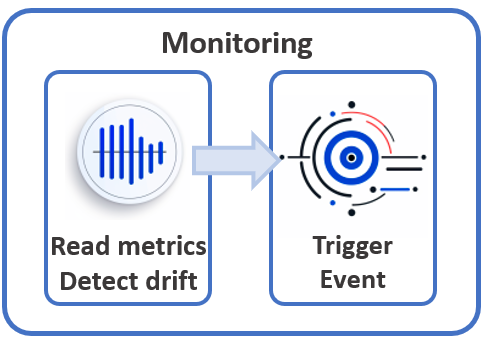 Monitoring
Read metrics
Detect drift
Trigger
Event